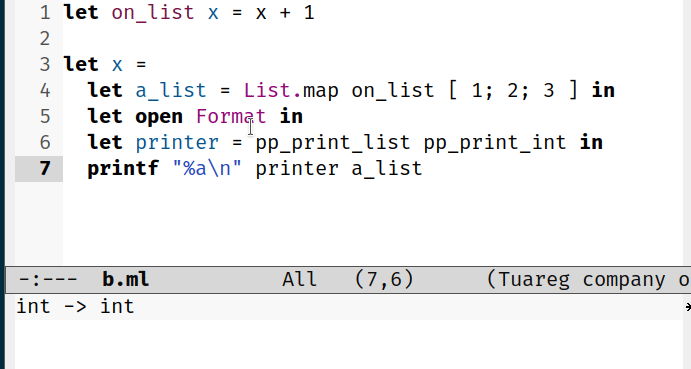 1 let on_list x = x + 1
2
3 let x =
4   let a_list = List.map on_list [ 1; 2; 3 ] in
5   let open Format in
6   let printer = pp_print_list pp_print_int in
7   printf "%a\n" printer a_list
-:--- b.ml All (7,6) (Tuareg company o
int -> int